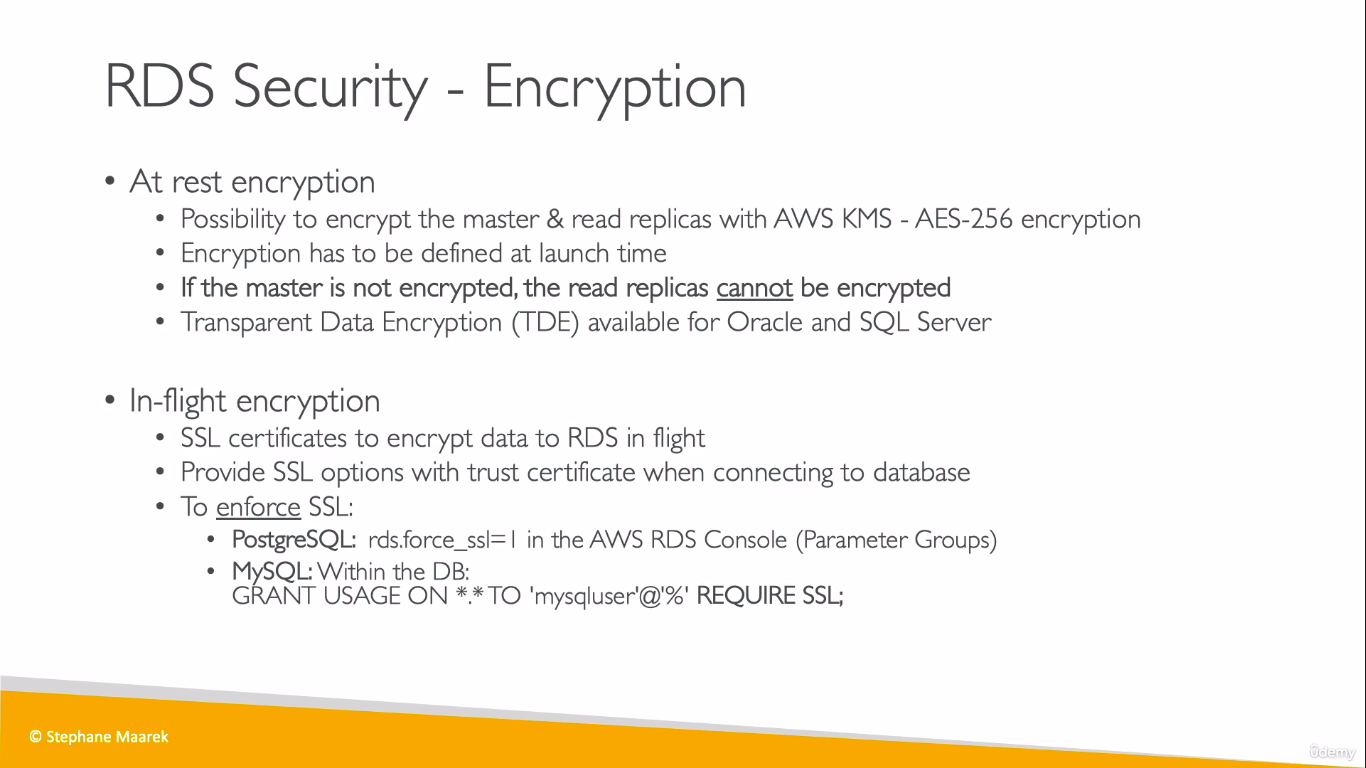 RDS Security - Encryption
• At rest encryption
• Possibility to encrypt the master & read replicas with AWS KMS - AES-256 encryption
• Encryption has to be defined at launch time
• If the master is not encrypted, the read replicas cannot be encrypted
• Transparent Data Encryption (TDE) available for Oracle and SQL Server
• In-flight encryption
• SSL certificates to encrypt data to RDS in flight
• Provide SSL options with trust certificate when connecting to database
• To enforce SSL:
• PostgreSQL: rds.force_ssl=1 in the AWS RDS Console (Parameter Groups)
• MySQL: Within the DB:
GRANT USAGE ON *.* TO 'mysqluser'@'%' REQUIRE SSL;
© Stephane Maarek
ûdemy